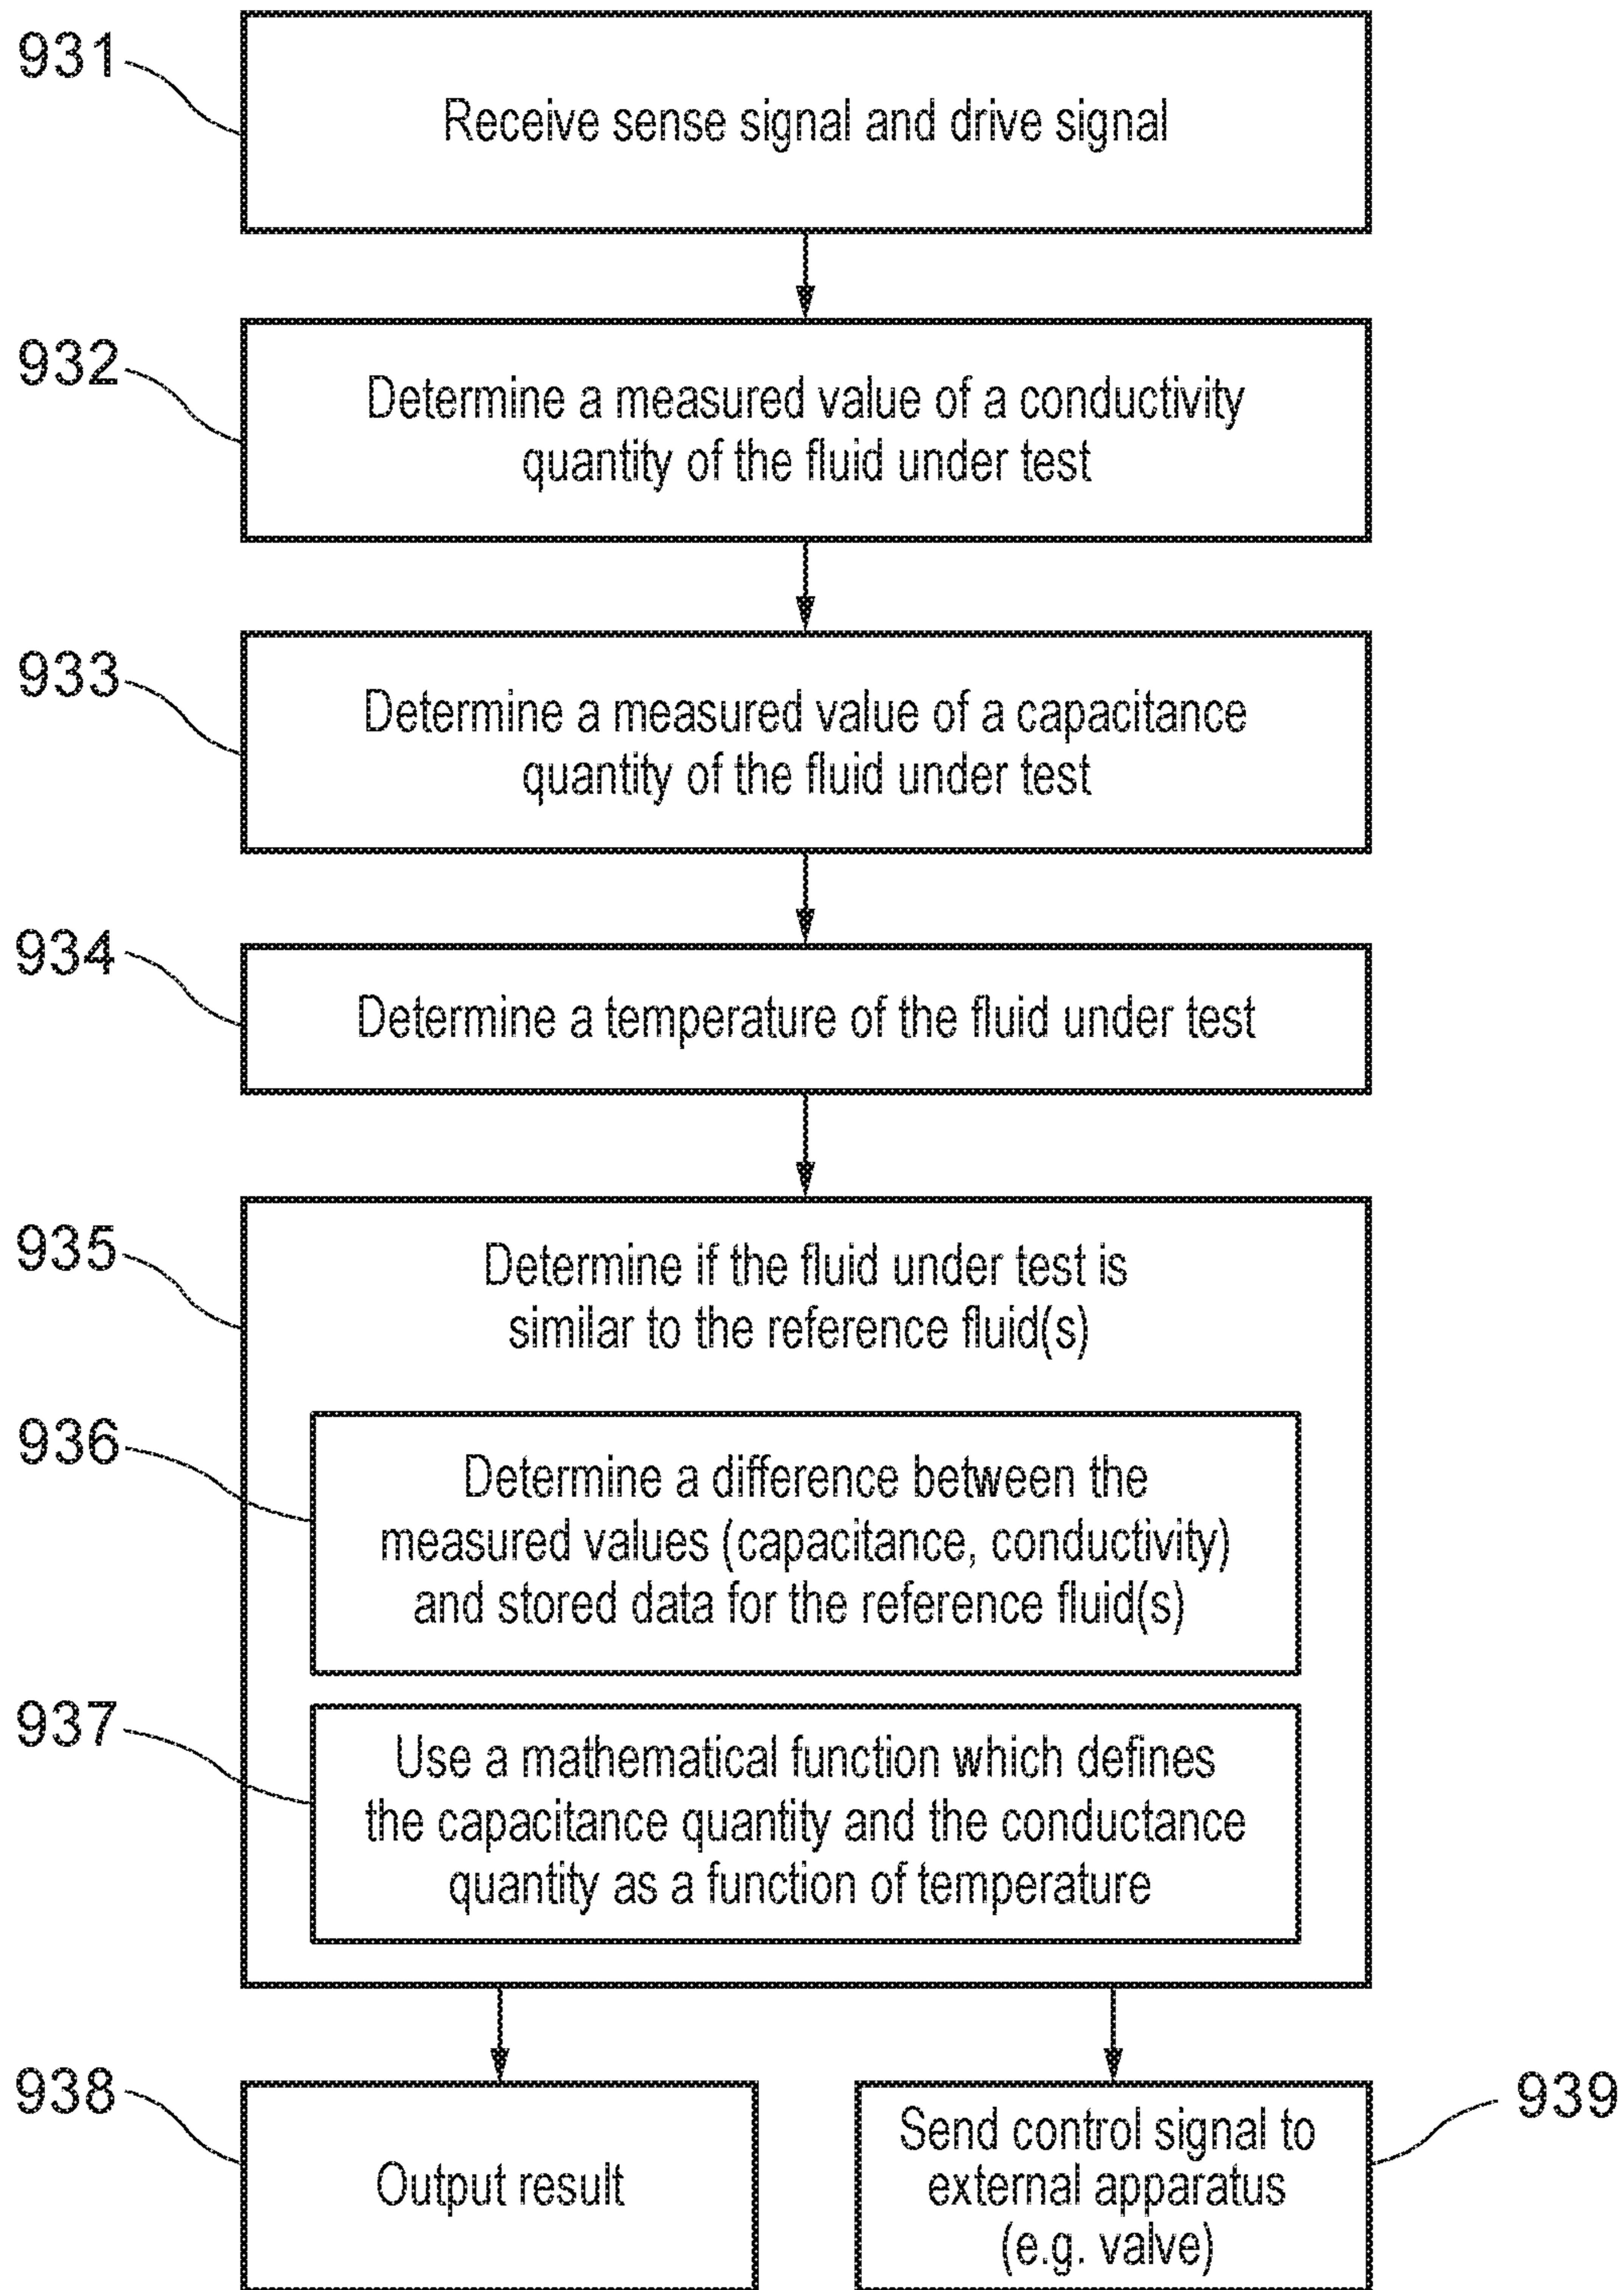 931
Receive sense signal and drive signal
932
Determine a measured value of a conductivity
quantity of the fluid under test
933
Determine a measured value of a capacitance
quantity of the fluid under test
934
Determine a temperature of the fluid under test
935
Determine if the fluid under test is
similar to the reference fluid(s)
936
Determine a difference between the
measured values (capacitance, conductivity)
and stored data for the reference fluid(s)
937
Use a mathematical function which defines
the capacitance quantity and the conductance
quantity as a function of temperature
938
Output result
939
Send control signal to
external apparatus
(e.g. valve)